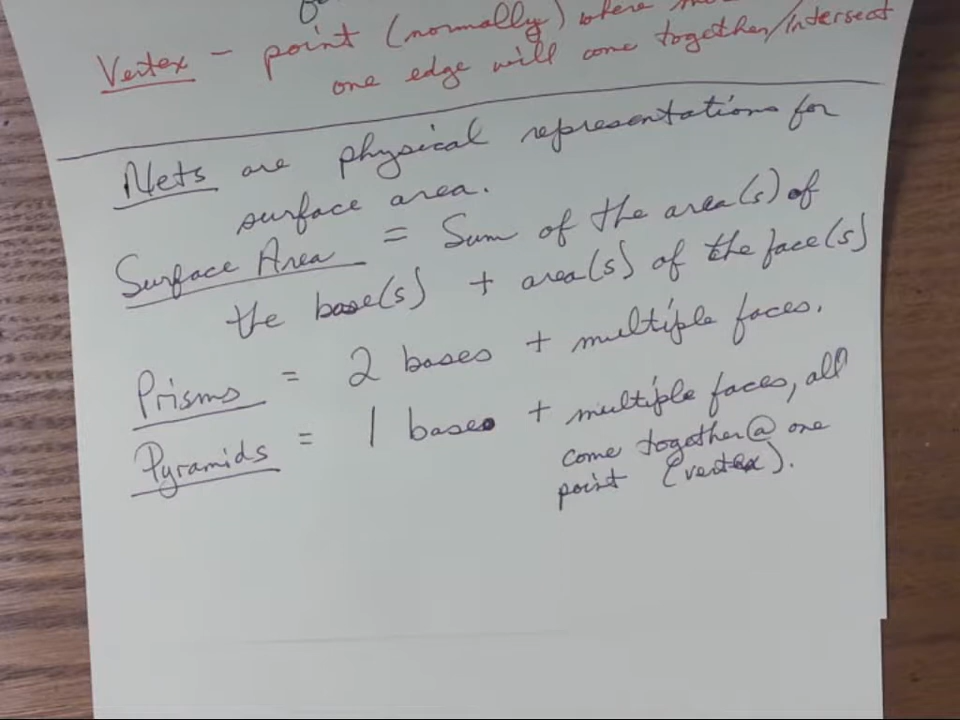 Vertex - point (normally) where
one edge will come together/intersect
Nets are physical representations for
surface area.
Surface Area = Sum of the area(s) of
the base(s) + area(s) of the face(s)
Prisms = 2 bases + multiple faces.
Pyramids = 1 base + multiple faces, all
come together @ one
point (vertex).